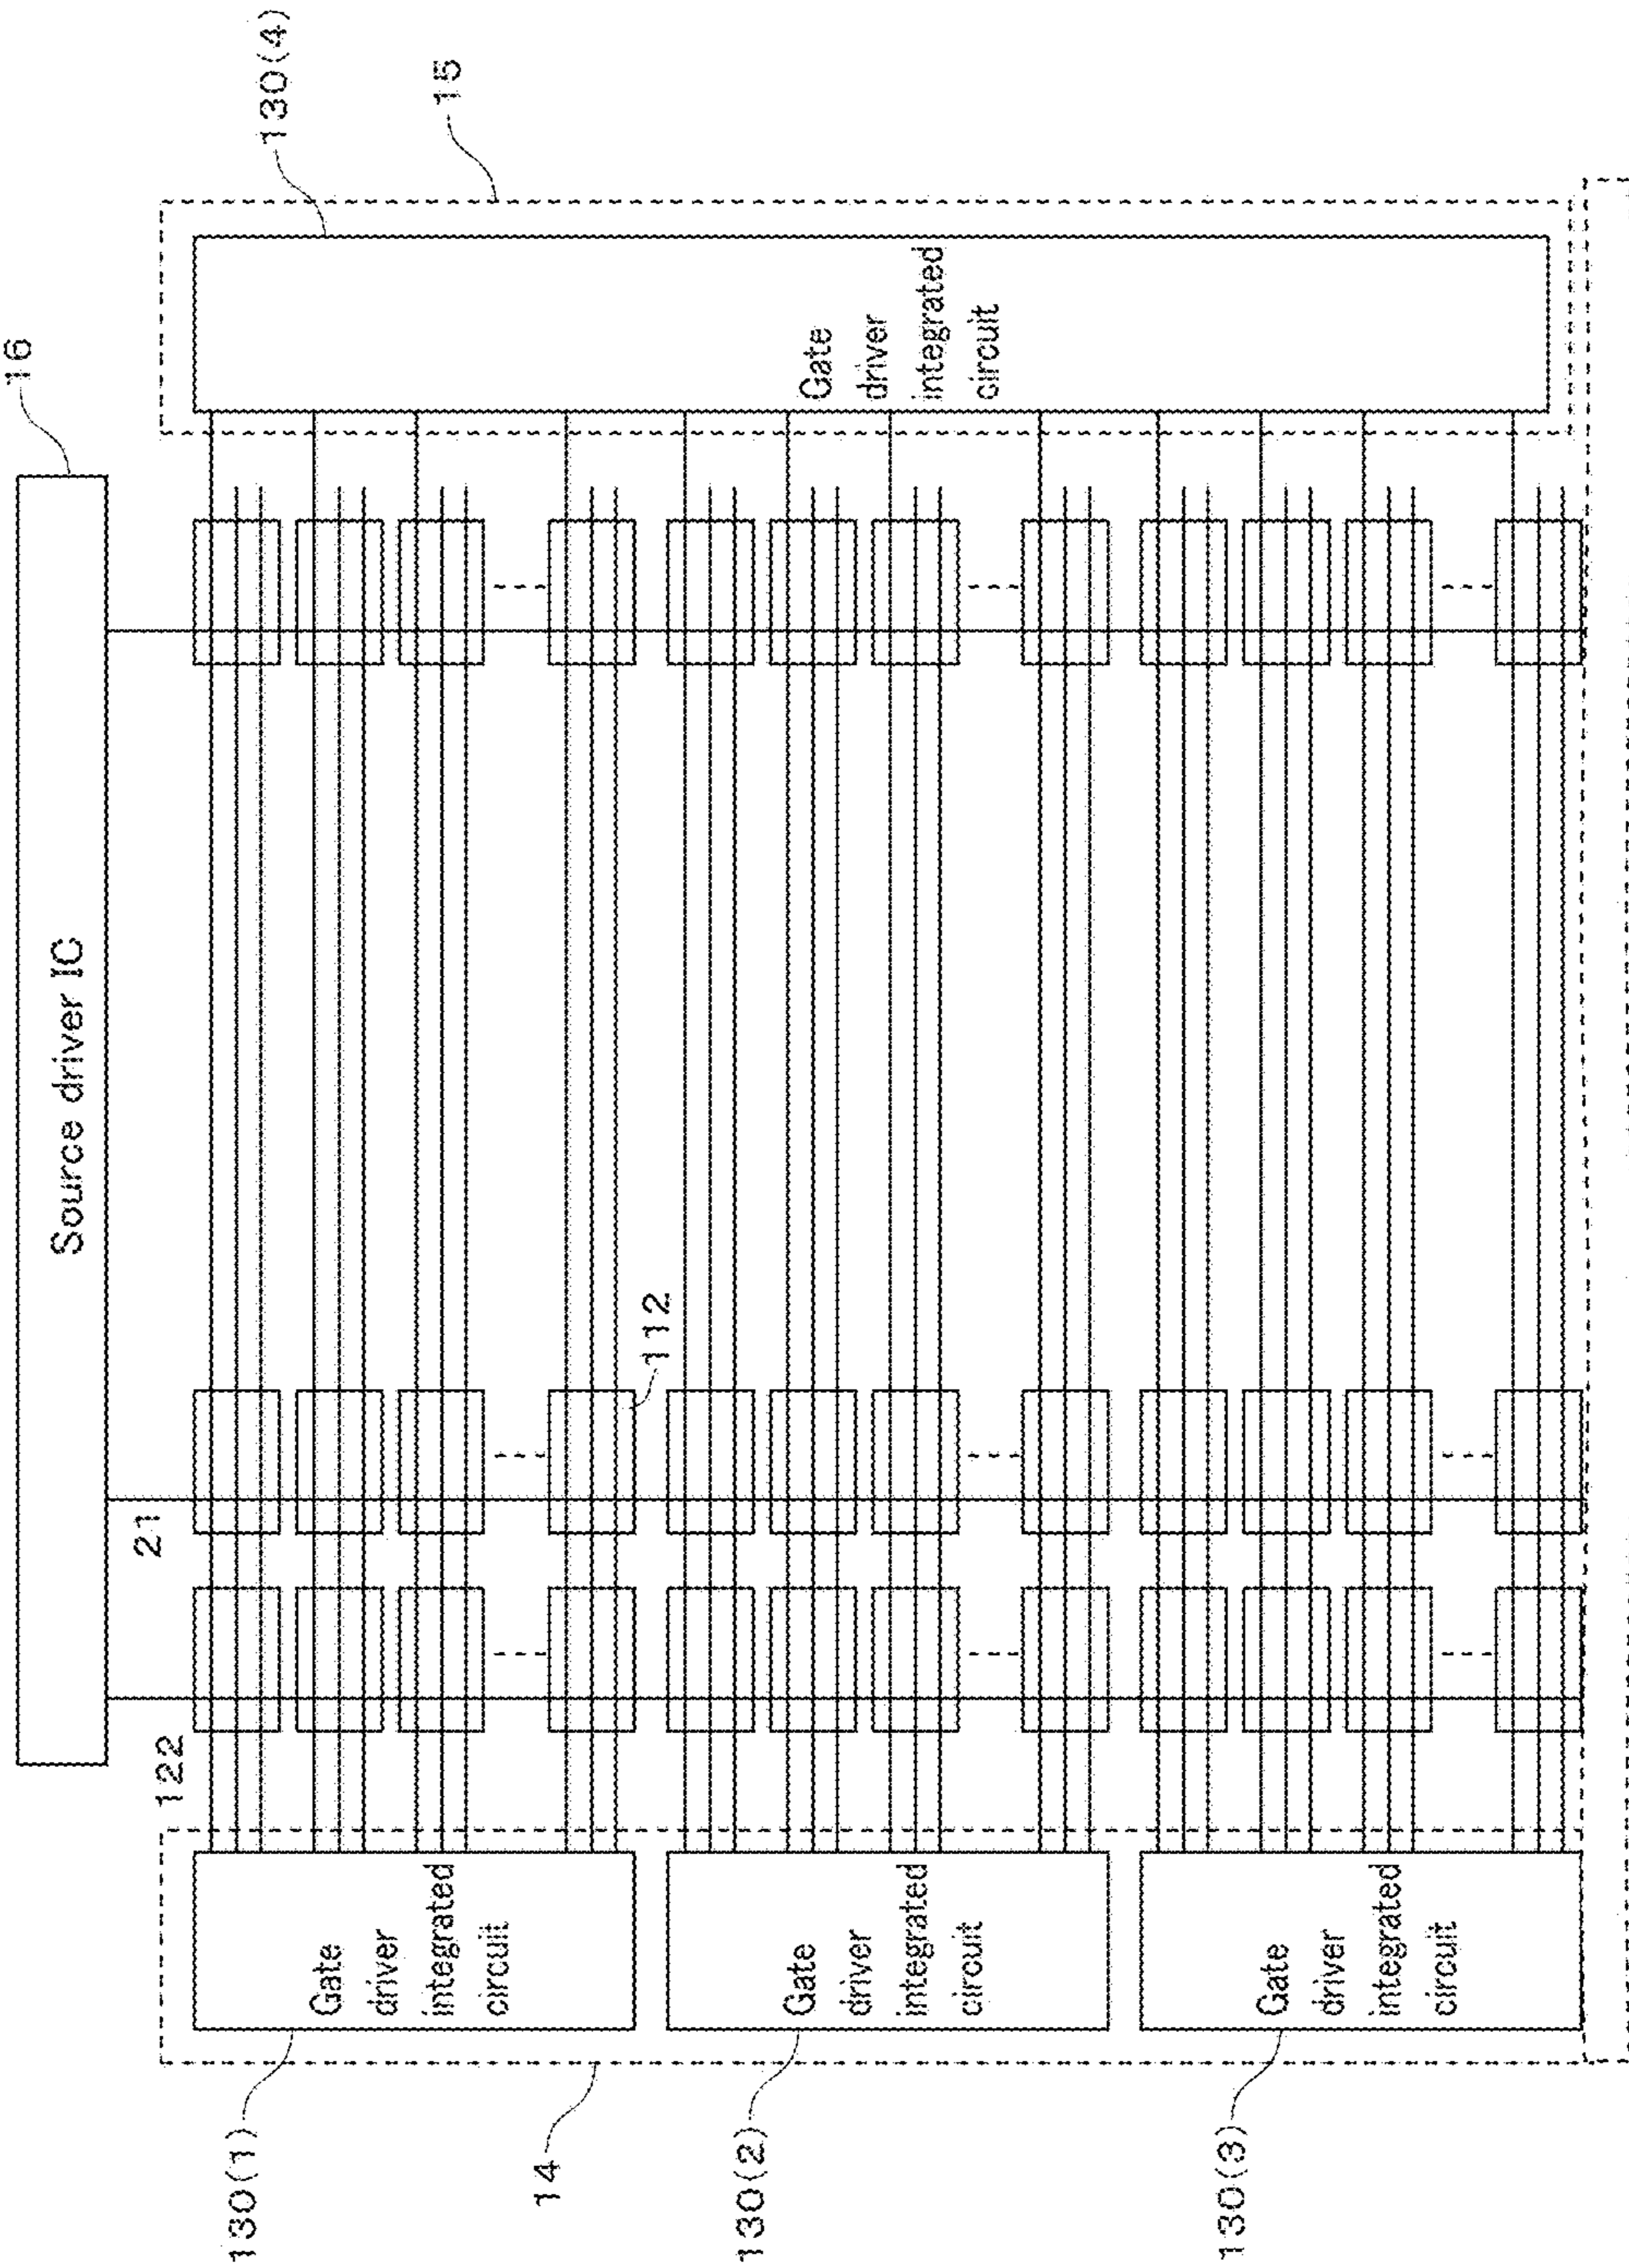 16
Source driver IC
130(4)
15
21
122
112
Gate
driver
integrated
circuit
130(1)
Gate
driver
integrated
circuit
14
130(2)
Gate
driver
integrated
circuit
130(3)
Gate
driver
integrated
circuit